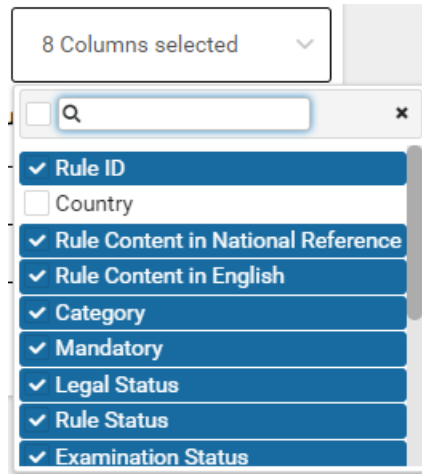 8 Columns selected
Rule ID
Country
Rule Content in National Reference
Rule Content in English
Category
Mandatory
Legal Status
Rule Status
Examination Status